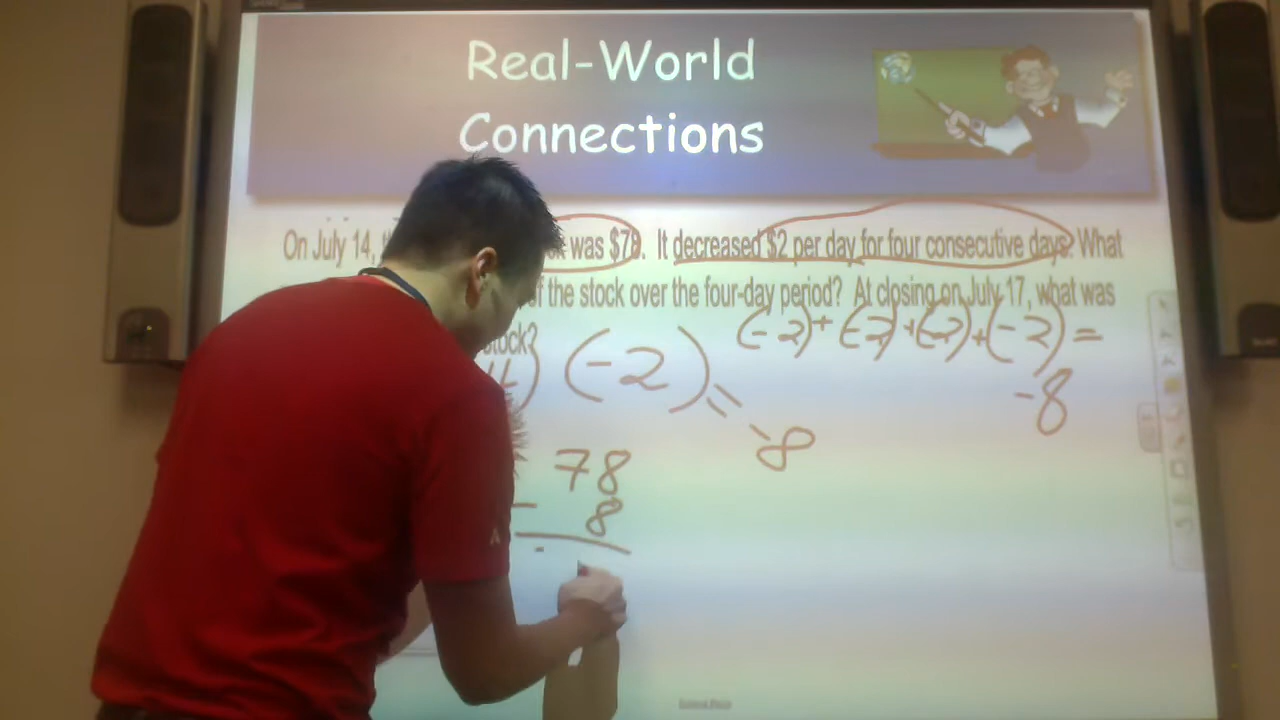 Real-World
Connections
On July 14, was $78. It decreased $2 per day for four consecutive days. What
of the stock over the four-day period? At closing on July 17, what was
stock?
(-2)+(-2)+(-2)+(-2)=
4) (-2)=
-8
-8
78
- 8